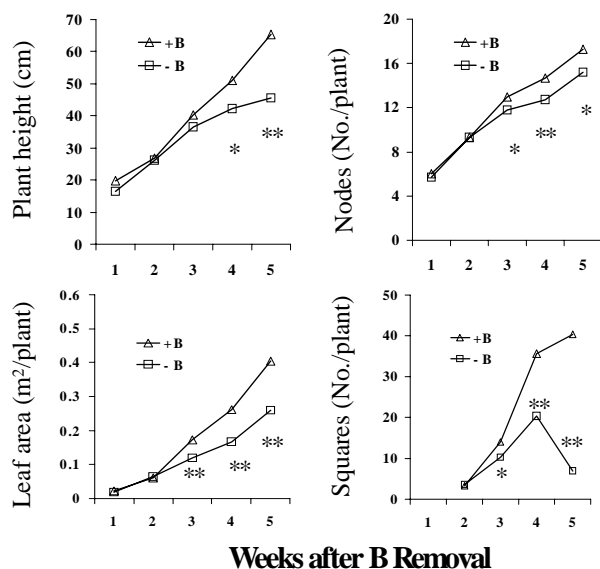 Plant height (cm)
70
60
50
40
30
20
10
0
+B
- B
*
**
1 2 3 4 5
Nodes (No./plant)
20
16
12
8
4
0
+B
- B
*
**
*
1 2 3 4 5
Leaf area (m²/plant)
0.6
0.5
0.4
0.3
0.2
0.1
0
+B
- B
**
**
**
1 2 3 4 5
Squares (No./plant)
50
40
30
20
10
0
+B
- B
*
**
**
1 2 3 4 5
Weeks after B Removal